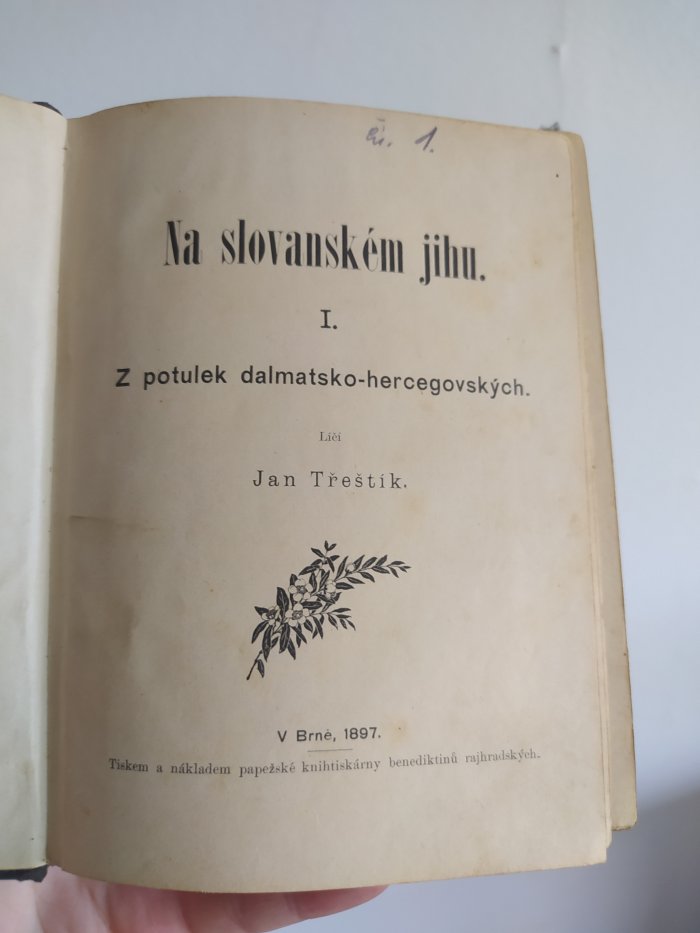 č. 1.
Na slovanském jihu.
I.
Z potulek dalmatsko-hercegovských.
Líčí
Jan Třeštík.
V Brně, 1897.
Tiskem a nákladem papežské knihtiskárny benediktinů rajhradských.